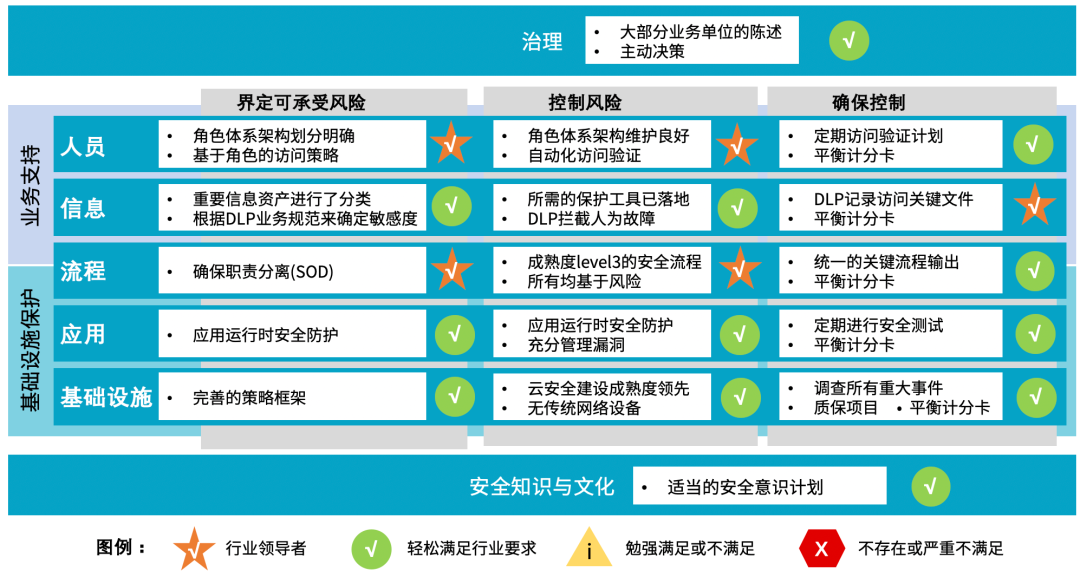 治理
• 大部分业务单位的陈述
• 主动决策
√
界定可承受风险
控制风险
确保控制
业务支持
人员
• 角色体系架构划分明确
• 基于角色的访问策略
√
• 角色体系架构维护良好
• 自动化访问验证
√
• 定期访问验证计划
• 平衡计分卡
√
信息
• 重要信息资产进行了分类
• 根据DLP业务规范来确定敏感度
√
• 所需的保护工具已落地
• DLP拦截人为故障
√
• DLP记录访问关键文件
• 平衡计分卡
√
基础设施保护
流程
• 确保职责分离(SOD)
√
• 成熟度level3的安全流程
• 所有均基于风险
√
• 统一的关键流程输出
• 平衡计分卡
√
应用
• 应用运行时安全防护
√
• 应用运行时安全防护
• 充分管理漏洞
√
• 定期进行安全测试
• 平衡计分卡
√
基础设施
• 完善的策略框架
√
• 云安全建设成熟度领先
• 无传统网络设备
√
• 调查所有重大事件
• 质保项目 • 平衡计分卡
√
安全知识与文化
• 适当的安全意识计划
√
图例： √ 行业领导者 √ 轻松满足行业要求 i 勉强满足或不满足 X 不存在或严重不满足